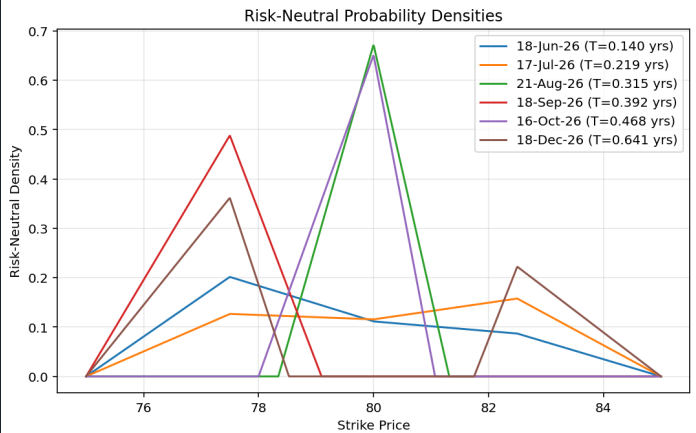 Risk-Neutral Probability Densities
0.7
0.6
0.5
0.4
0.3
0.2
0.1
0.0
Risk-Neutral Density
18-Jun-26 (T=0.140 yrs)
17-Jul-26 (T=0.219 yrs)
21-Aug-26 (T=0.315 yrs)
18-Sep-26 (T=0.392 yrs)
16-Oct-26 (T=0.468 yrs)
18-Dec-26 (T=0.641 yrs)
76 78 80 82 84
Strike Price